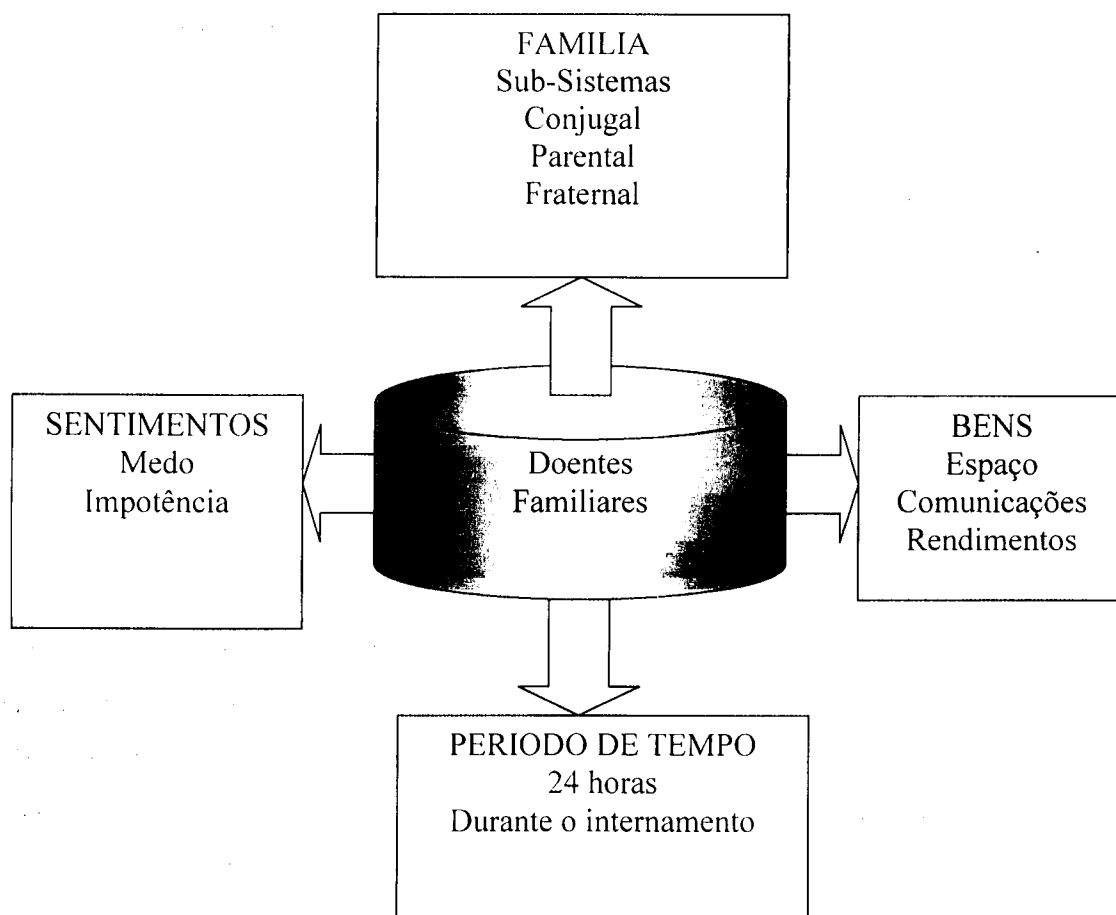 FAMILIA
Sub-Sistemas
Conjugal
Parental
Fraternal
SENTIMENTOS
Medo
Impotência
Doentes
Familiares
BENS
Espaço
Comunicações
Rendimentos
PERIODO DE TEMPO
24 horas
Durante o internamento